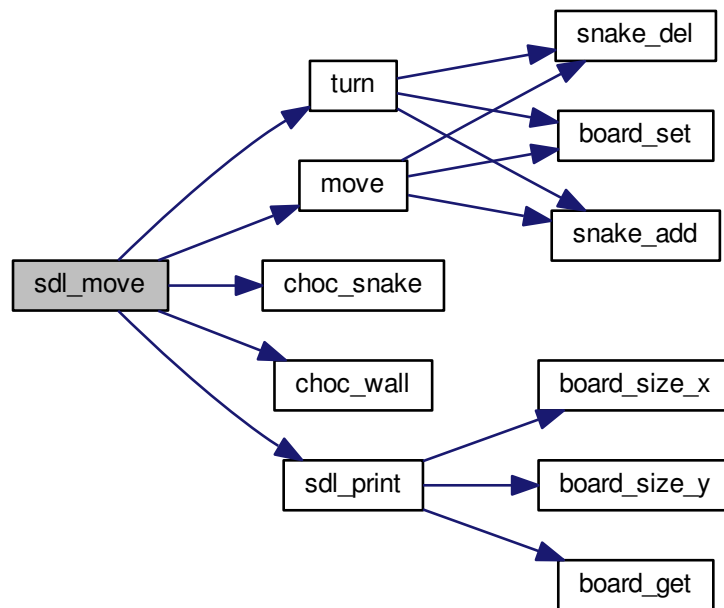 snake_del
turn
board_set
move
snake_add
sdl_move
choc_snake
choc_wall
board_size_x
sdl_print
board_size_y
board_get